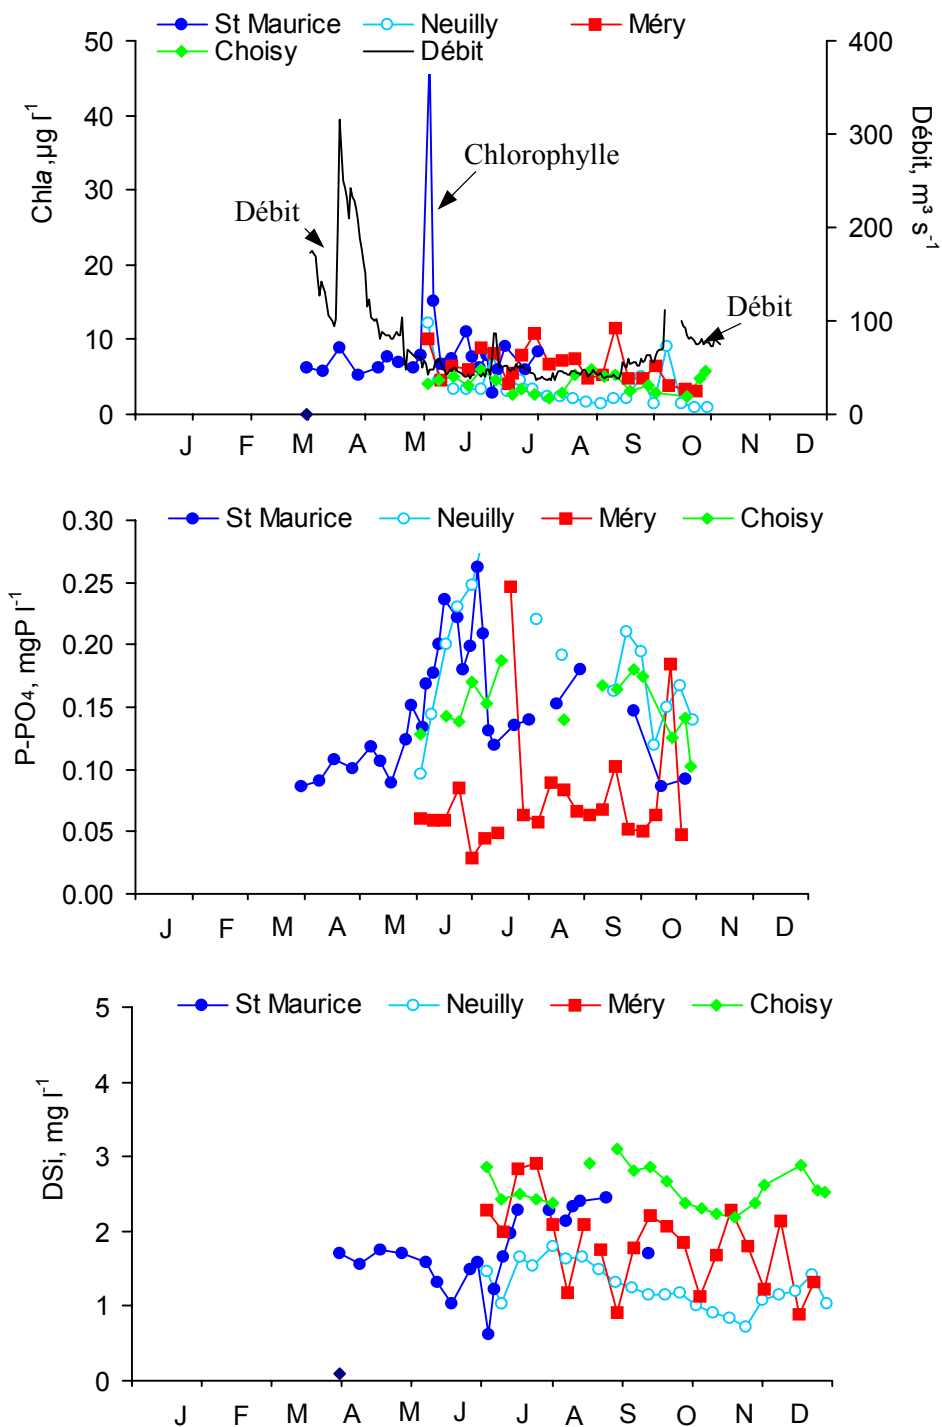 St Maurice Neuilly Méry
Choisy Débit
50
40
30
20
10
0
Chla,µg l-1
400
300
200
100
0
Débit, m³ s-1
Chlorophylle
Débit
Débit
J F M A M J J A S O N D
St Maurice Neuilly Méry Choisy
0.30
0.25
0.20
0.15
0.10
0.05
0.00
P-PO4, mgP l-1
J F M A M J J A S O N D
St Maurice Neuilly Méry Choisy
5
4
3
2
1
0
DSi, mg l-1
J F M A M J J A S O N D